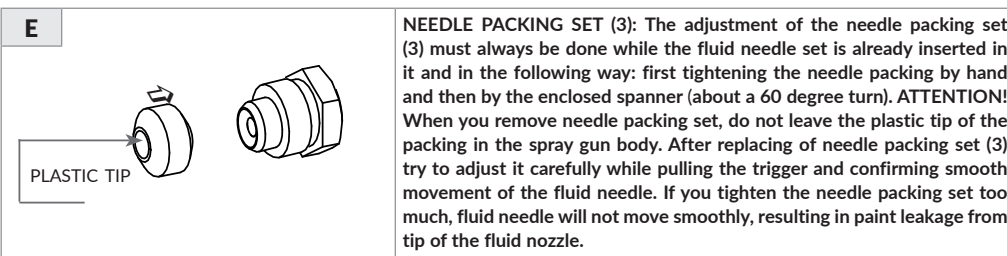 E
PLASTIC TIP
NEEDLE PACKING SET (3): The adjustment of the needle packing set
(3) must always be done while the fluid needle set is already inserted in
it and in the following way: first tightening the needle packing by hand
and then by the enclosed spanner (about a 60 degree turn). ATTENTION!
When you remove needle packing set, do not leave the plastic tip of the
packing in the spray gun body. After replacing of needle packing set (3)
try to adjust it carefully while pulling the trigger and confirming smooth
movement of the fluid needle. If you tighten the needle packing set too
much, fluid needle will not move smoothly, resulting in paint leakage from
tip of the fluid nozzle.